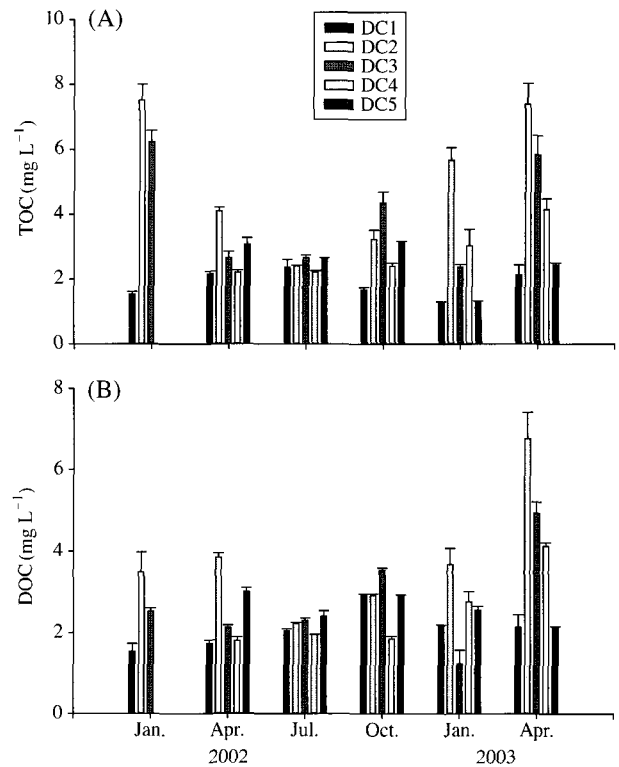 (A)
DC1
DC2
DC3
DC4
DC5
10
8
6
4
2
0
TOC (mg L⁻¹)
(B)
8
6
4
2
0
DOC (mg L⁻¹)
Jan. Apr. Jul. Oct. Jan. Apr.
2002 2003